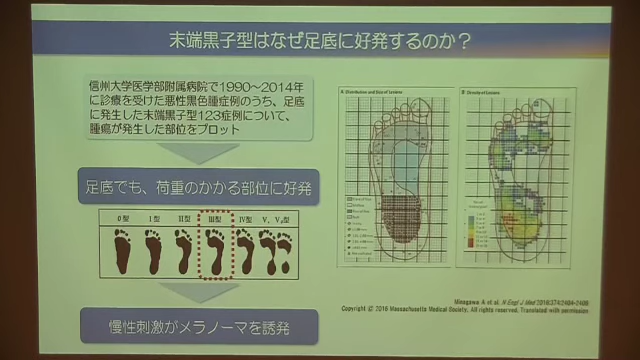 末端黒子型はなぜ足底に好発するのか？
信州大学医学部附属病院で1990～2014年
に診療を受けた悪性黒色腫症例のうち、足底
に発生した末端黒子型123症例について、
腫瘍が発生した部位をプロット
足底でも、荷重のかかる部位に好発
0型 I型 II型 III型 IV型
慢性刺激がメラノーマを誘発
A Distribution and Size of Lesions
B Density of Lesions
Minagawa A et al. N Engl J Med 2016;374:2404-2406
Copyright © 2016 Massachusetts Medical Society. All rights reserved. Translated with permission